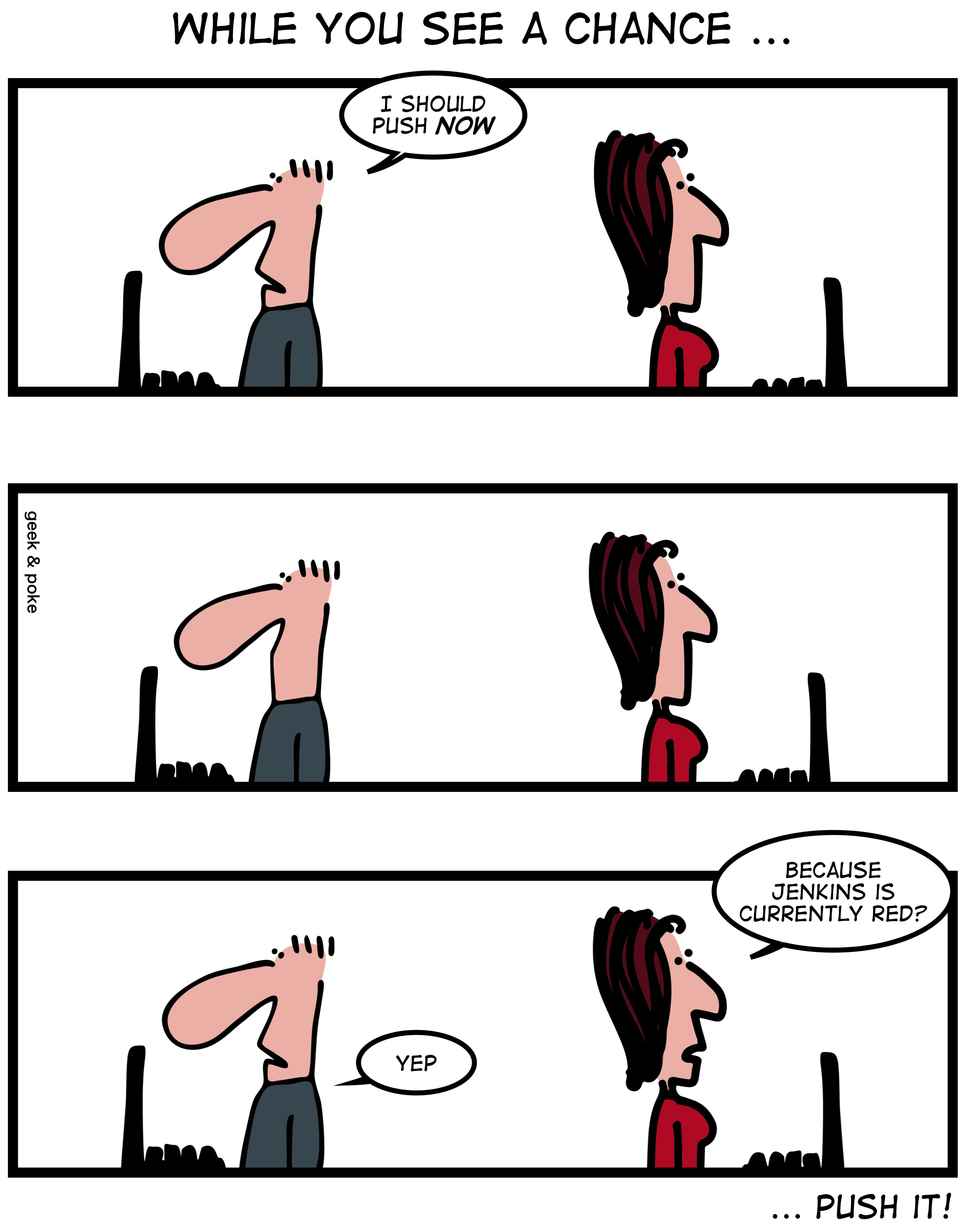 WHILE YOU SEE A CHANCE ...
I SHOULD
PUSH NOW
geek & poke
BECAUSE
JENKINS IS
CURRENTLY RED?
YEP
... PUSH IT!